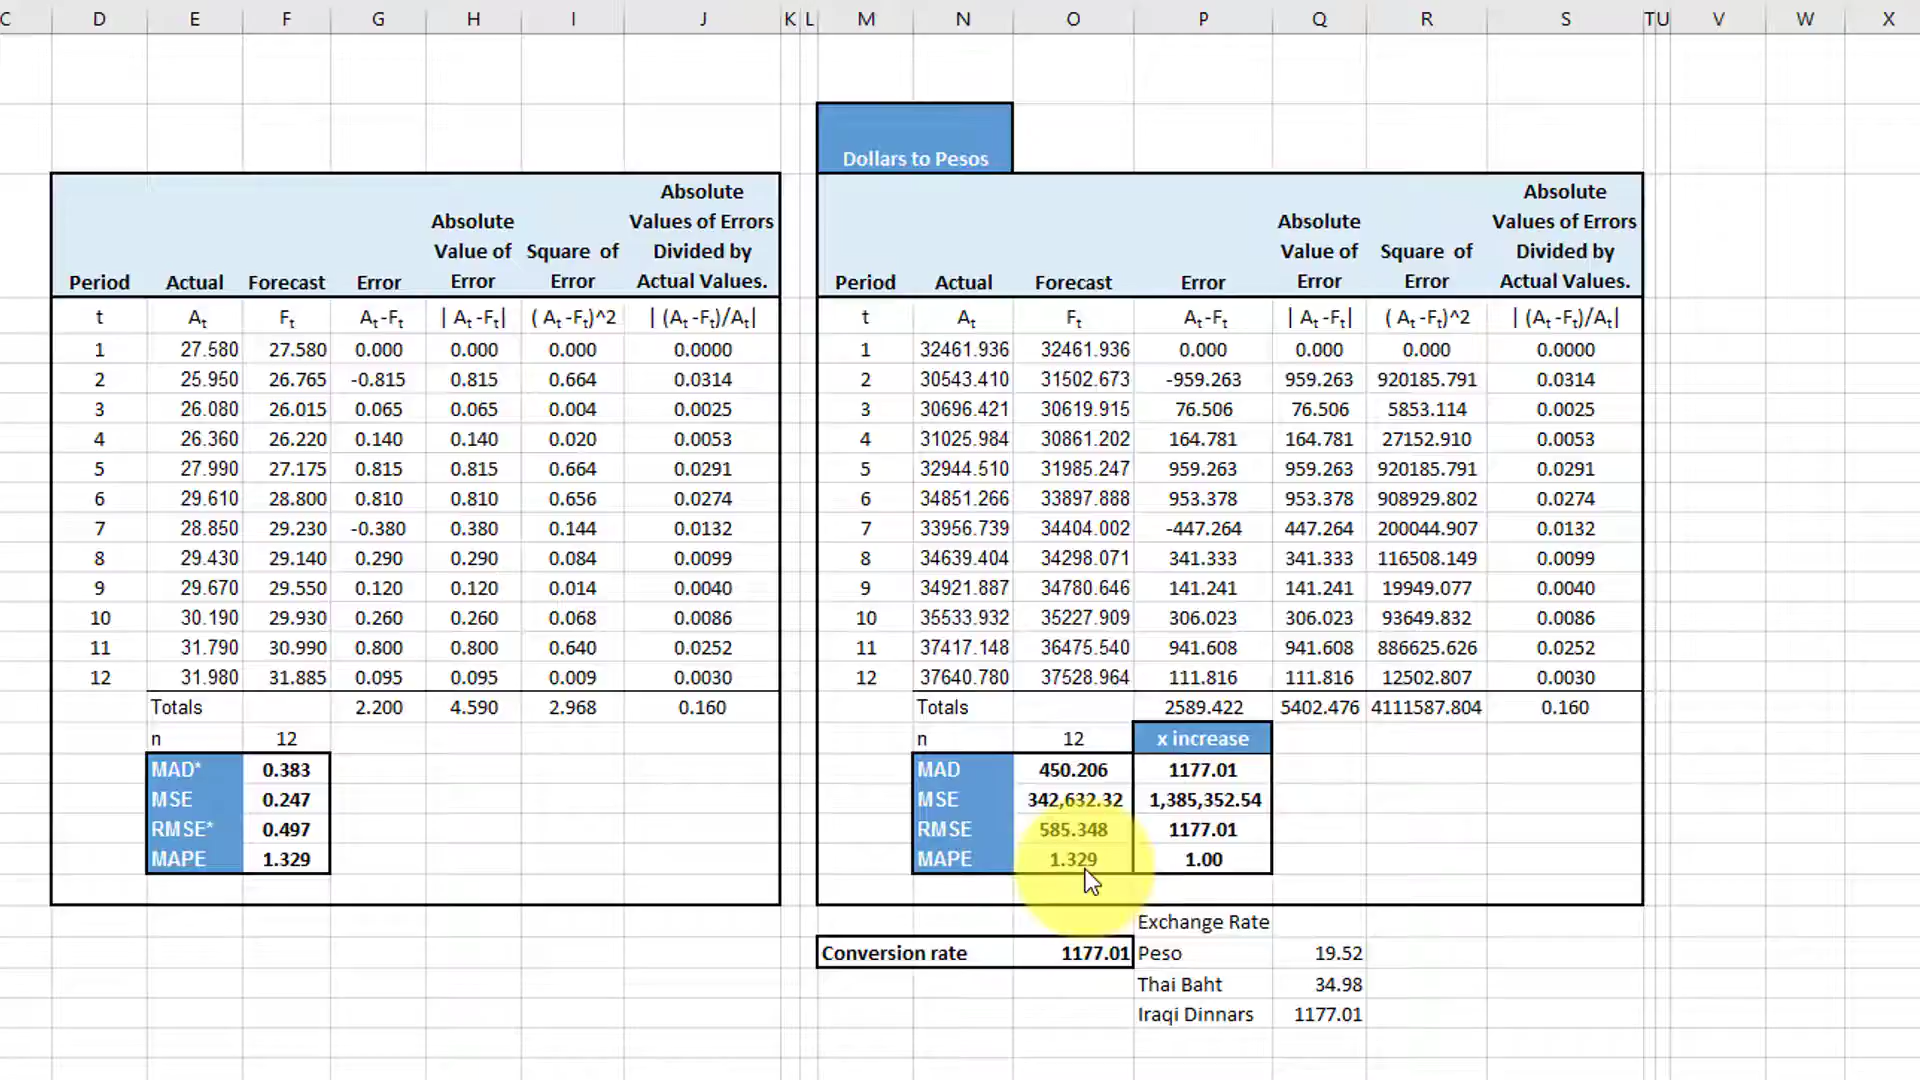 C D E F G H I J K L M N O P Q R S T U V W X
Dollars to Pesos
Period Actual Forecast Error Absolute Value of Error Square of Error Absolute Values of Errors Divided by Actual Values.
t At Ft At -Ft | At -Ft| ( At -Ft)^2 | (At -Ft)/At|
1 27.580 27.580 0.000 0.000 0.000 0.0000
2 25.950 26.765 -0.815 0.815 0.664 0.0314
3 26.080 26.015 0.065 0.065 0.004 0.0025
4 26.360 26.220 0.140 0.140 0.020 0.0053
5 27.990 27.175 0.815 0.815 0.664 0.0291
6 29.610 28.800 0.810 0.810 0.656 0.0274
7 28.850 29.230 -0.380 0.380 0.144 0.0132
8 29.430 29.140 0.290 0.290 0.084 0.0099
9 29.670 29.550 0.120 0.120 0.014 0.0040
10 30.190 29.930 0.260 0.260 0.068 0.0086
11 31.790 30.990 0.800 0.800 0.640 0.0252
12 31.980 31.885 0.095 0.095 0.009 0.0030
Totals 2.200 4.590 2.968 0.160
n 12
MAD* 0.383
MSE 0.247
RMSE* 0.497
MAPE 1.329
Period Actual Forecast Error Absolute Value of Error Square of Error Absolute Values of Errors Divided by Actual Values.
t At Ft At -Ft | At -Ft| ( At -Ft)^2 | (At -Ft)/At|
1 32461.936 32461.936 0.000 0.000 0.000 0.0000
2 30543.410 31502.673 -959.263 959.263 920185.791 0.0314
3 30696.421 30619.915 76.506 76.506 5853.114 0.0025
4 31025.984 30861.202 164.781 164.781 27152.910 0.0053
5 32944.510 31985.247 959.263 959.263 920185.791 0.0291
6 34851.266 33897.888 953.378 953.378 908929.802 0.0274
7 33956.739 34404.002 -447.264 447.264 200044.907 0.0132
8 34639.404 34298.071 341.333 341.333 116508.149 0.0099
9 34921.887 34780.646 141.241 141.241 19949.077 0.0040
10 35533.932 35227.909 306.023 306.023 93649.832 0.0086
11 37417.148 36475.540 941.608 941.608 886625.626 0.0252
12 37640.780 37528.964 111.816 111.816 12502.807 0.0030
Totals 2589.422 5402.476 4111587.804 0.160
n 12 x increase
MAD 450.206 1177.01
MSE 342,632.32 1,385,352.54
RMSE 585.348 1177.01
MAPE 1.329 1.00
Exchange Rate
Conversion rate 1177.01 Peso 19.52
Thai Baht 34.98
Iraqi Dinnars 1177.01